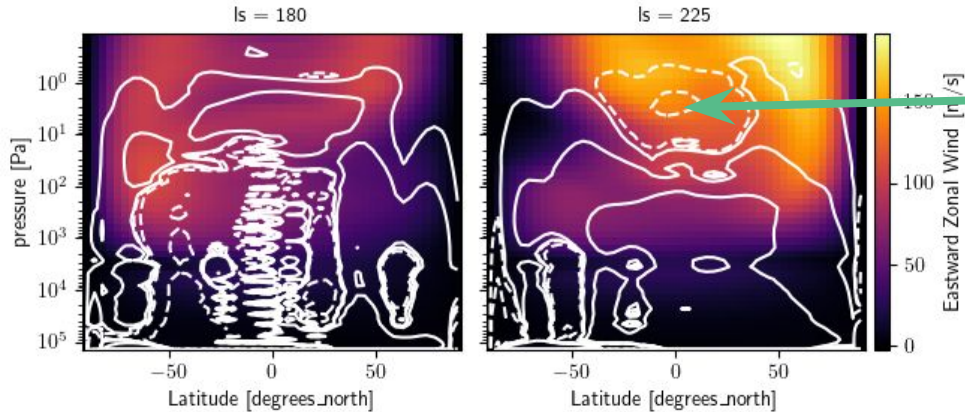 ls = 180
ls = 225
10⁰
10¹
10²
10³
10⁴
10⁵
pressure [Pa]
−50
0
50
Latitude [degrees_north]
−50
0
50
Latitude [degrees_north]
100
50
0
Eastward Zonal Wind